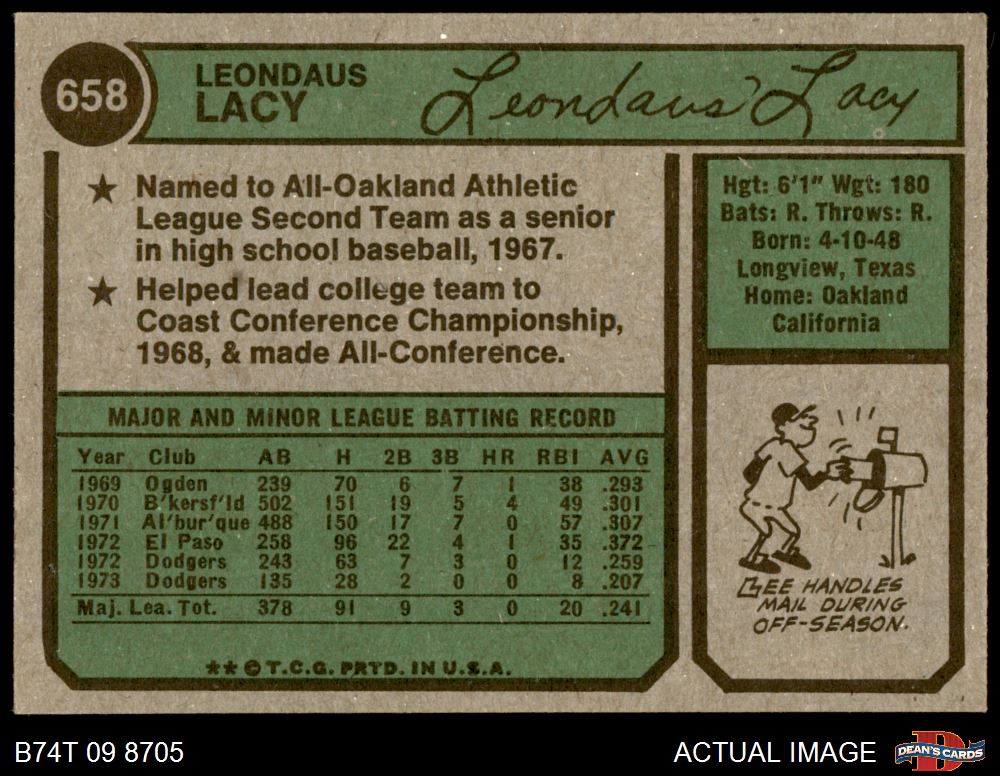 658
LEONDAUS
LACY
Leondaus Lacy
★ Named to All-Oakland Athletic
League Second Team as a senior
in high school baseball, 1967.
★ Helped lead college team to
Coast Conference Championship,
1968, & made All-Conference.
Hgt: 6'1" Wgt: 180
Bats: R. Throws: R.
Born: 4-10-48
Longview, Texas
Home: Oakland
California
MAJOR AND MINOR LEAGUE BATTING RECORD
Year Club AB H 2B 3B HR RBI AVG
1969 Ogden 239 70 6 7 1 38 .293
1970 B'kersf'ld 502 151 19 5 4 49 .301
1971 Al'bur'que 488 150 17 7 0 57 .307
1972 El Paso 258 96 22 4 1 35 .372
1972 Dodgers 243 63 7 3 0 12 .259
1973 Dodgers 135 28 2 0 0 8 .207
Maj. Lea. Tot. 378 91 9 3 0 20 .241
★★ © T.C.G. PRTD. IN U.S.A.
LEE HANDLES
MAIL DURING
OFF-SEASON.
B74T 09 8705
ACTUAL IMAGE
DEAN'S CARDS